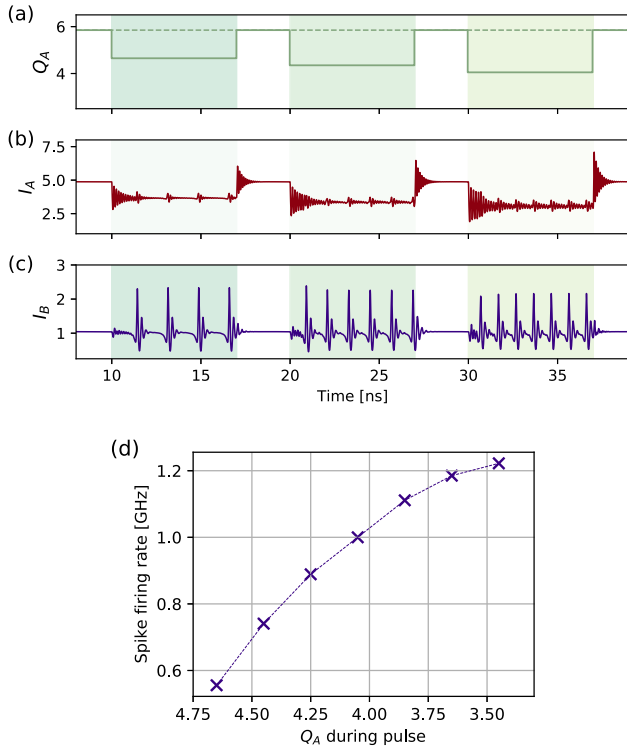 (a)
6
4
Q_A
(b)
7.5
5.0
2.5
I_A
(c)
3
2
1
I_B
10 15 20 25 30 35
Time [ns]
(d)
1.2
1.0
0.8
0.6
Spike firing rate [GHz]
4.75 4.50 4.25 4.00 3.75 3.50
Q_A during pulse